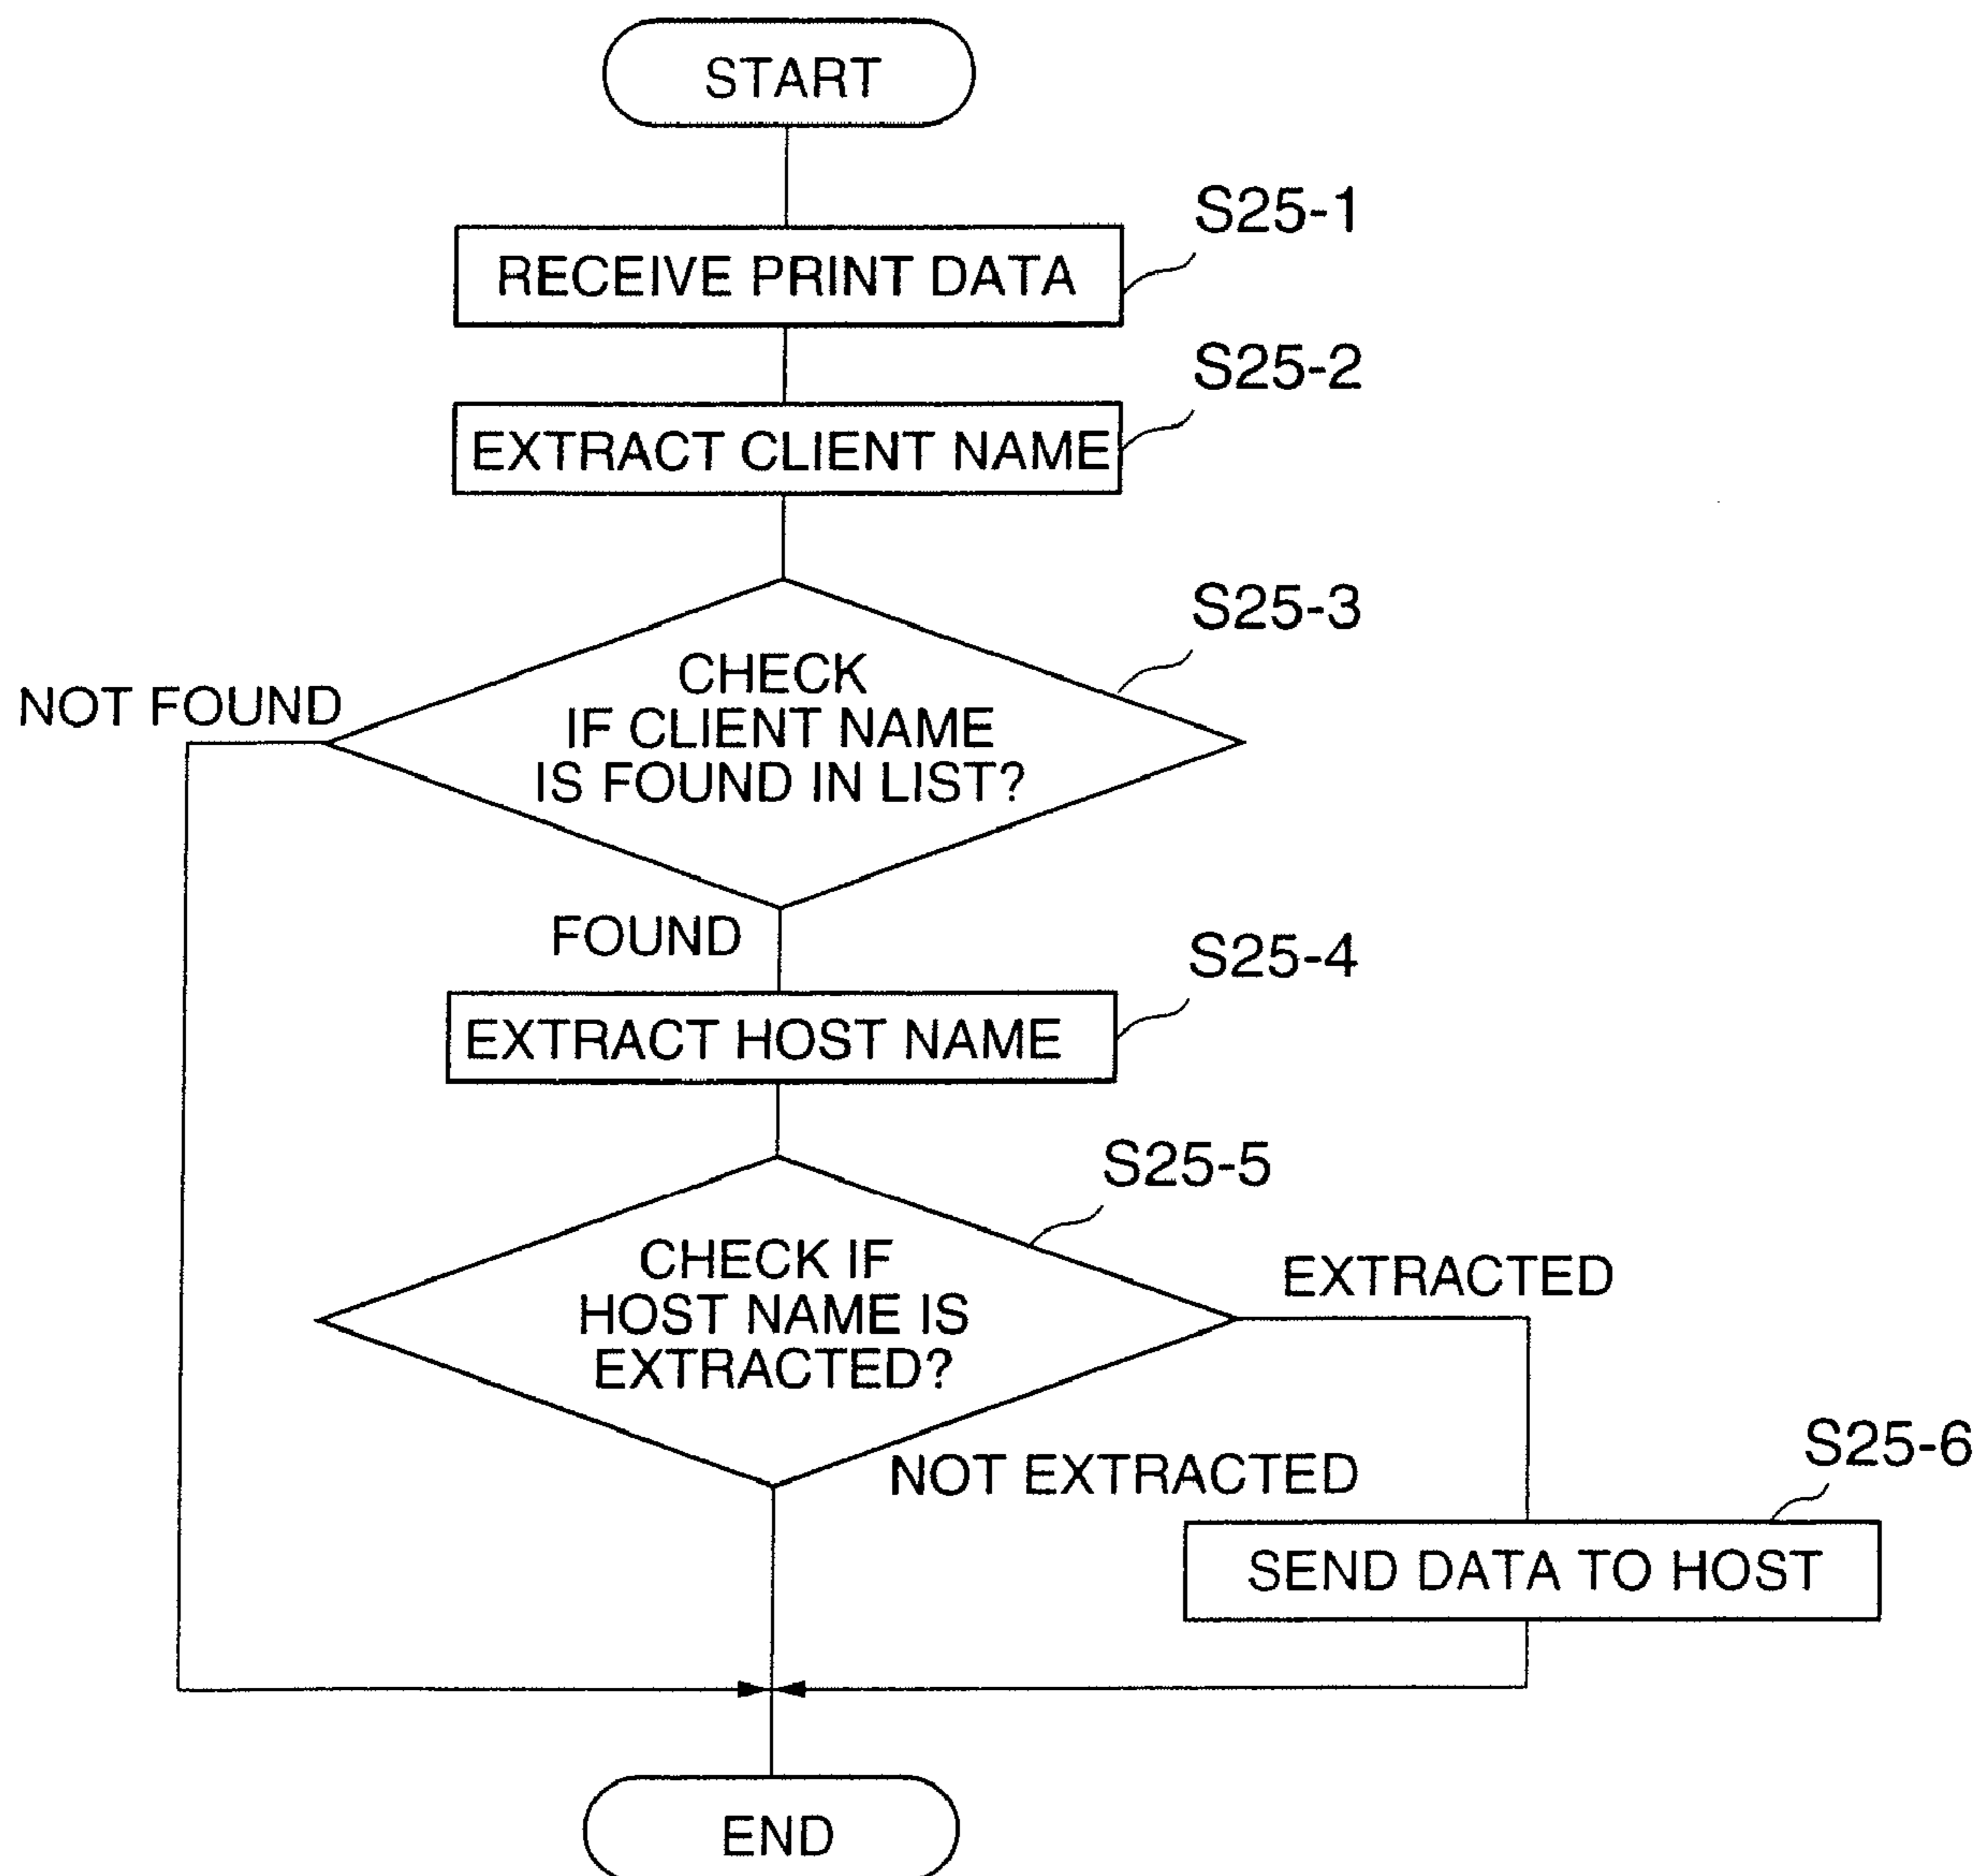 START
S25-1
RECEIVE PRINT DATA
S25-2
EXTRACT CLIENT NAME
S25-3
CHECK
IF CLIENT NAME
IS FOUND IN LIST?
NOT FOUND
FOUND
S25-4
EXTRACT HOST NAME
S25-5
CHECK IF
HOST NAME IS
EXTRACTED?
EXTRACTED
NOT EXTRACTED
S25-6
SEND DATA TO HOST
END